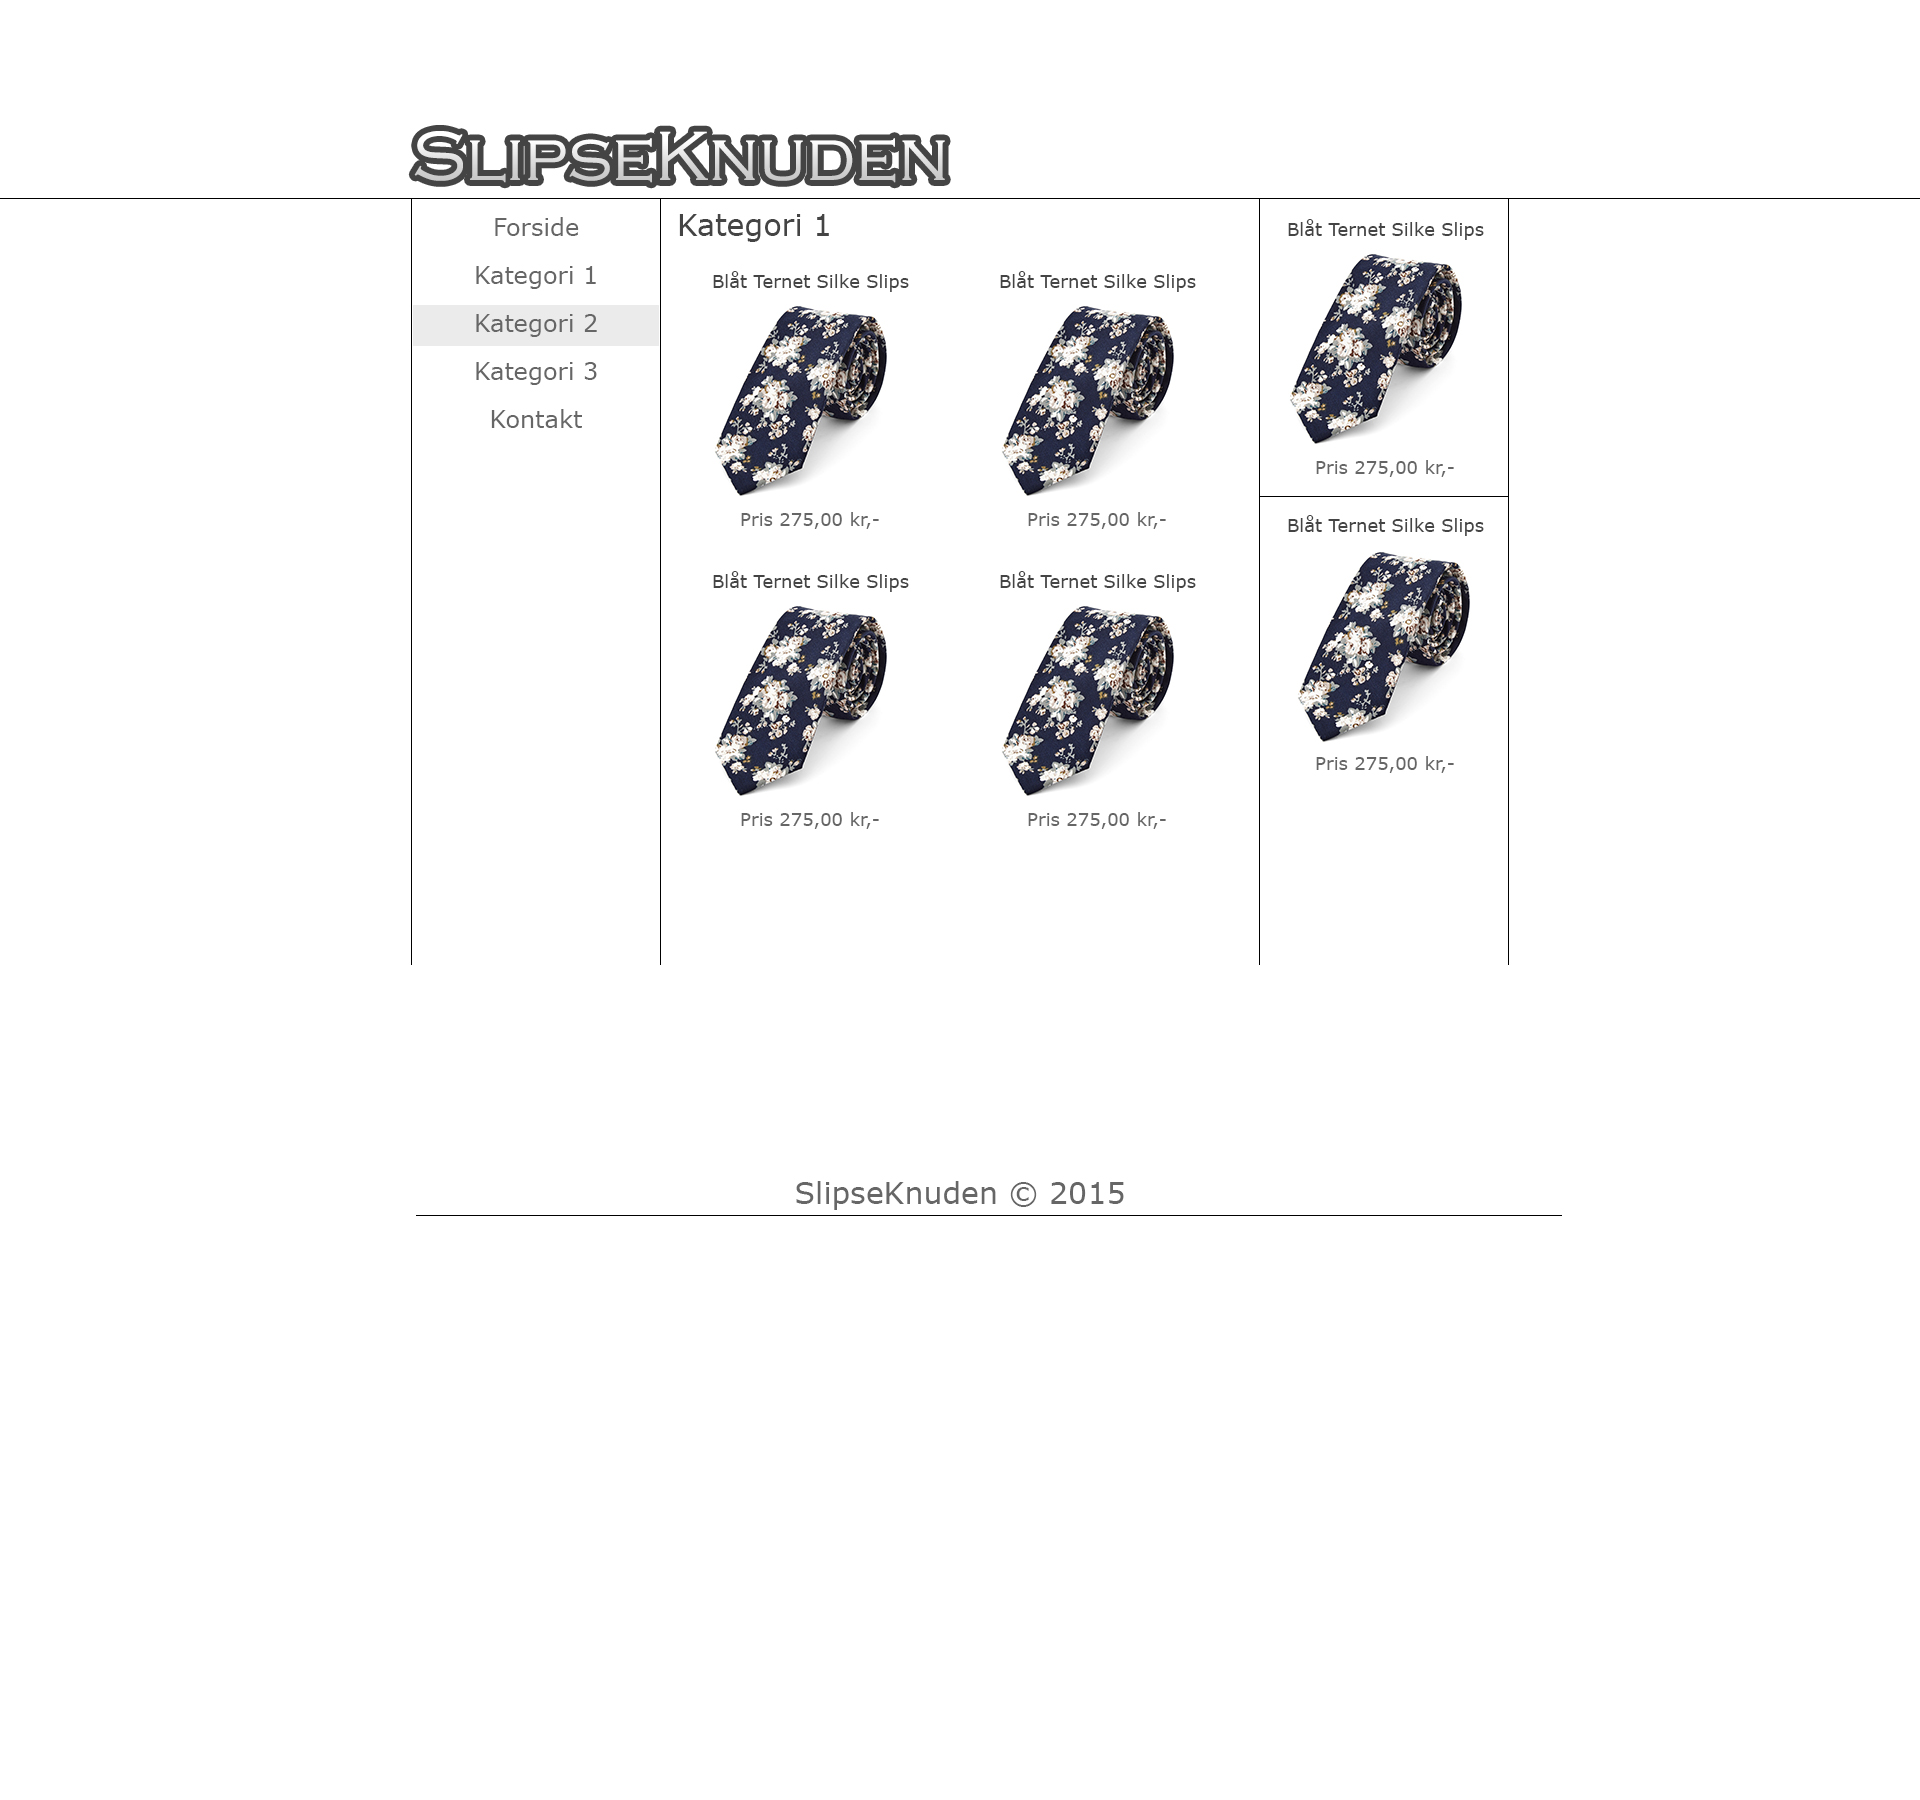 SlipseKnuden
Forside
Kategori 1
Kategori 2
Kategori 3
Kontakt
Kategori 1
Blåt Ternet Silke Slips
Pris 275,00 kr,-
Blåt Ternet Silke Slips
Pris 275,00 kr,-
Blåt Ternet Silke Slips
Pris 275,00 kr,-
Blåt Ternet Silke Slips
Pris 275,00 kr,-
Blåt Ternet Silke Slips
Pris 275,00 kr,-
Blåt Ternet Silke Slips
Pris 275,00 kr,-
SlipseKnuden © 2015